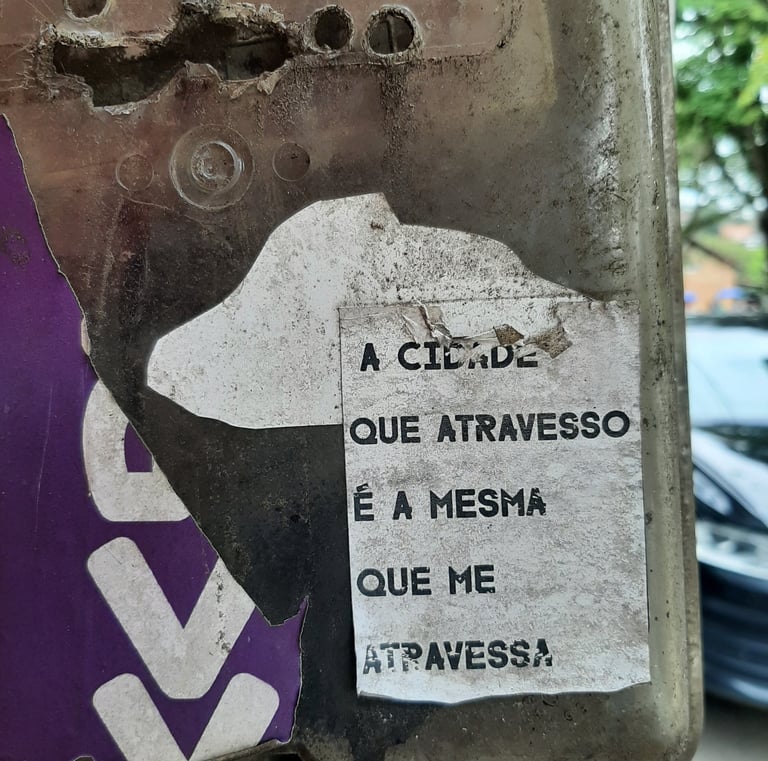 A CIDADE
QUE ATRAVESSO
É A MESMA
QUE ME
ATRAVESSA